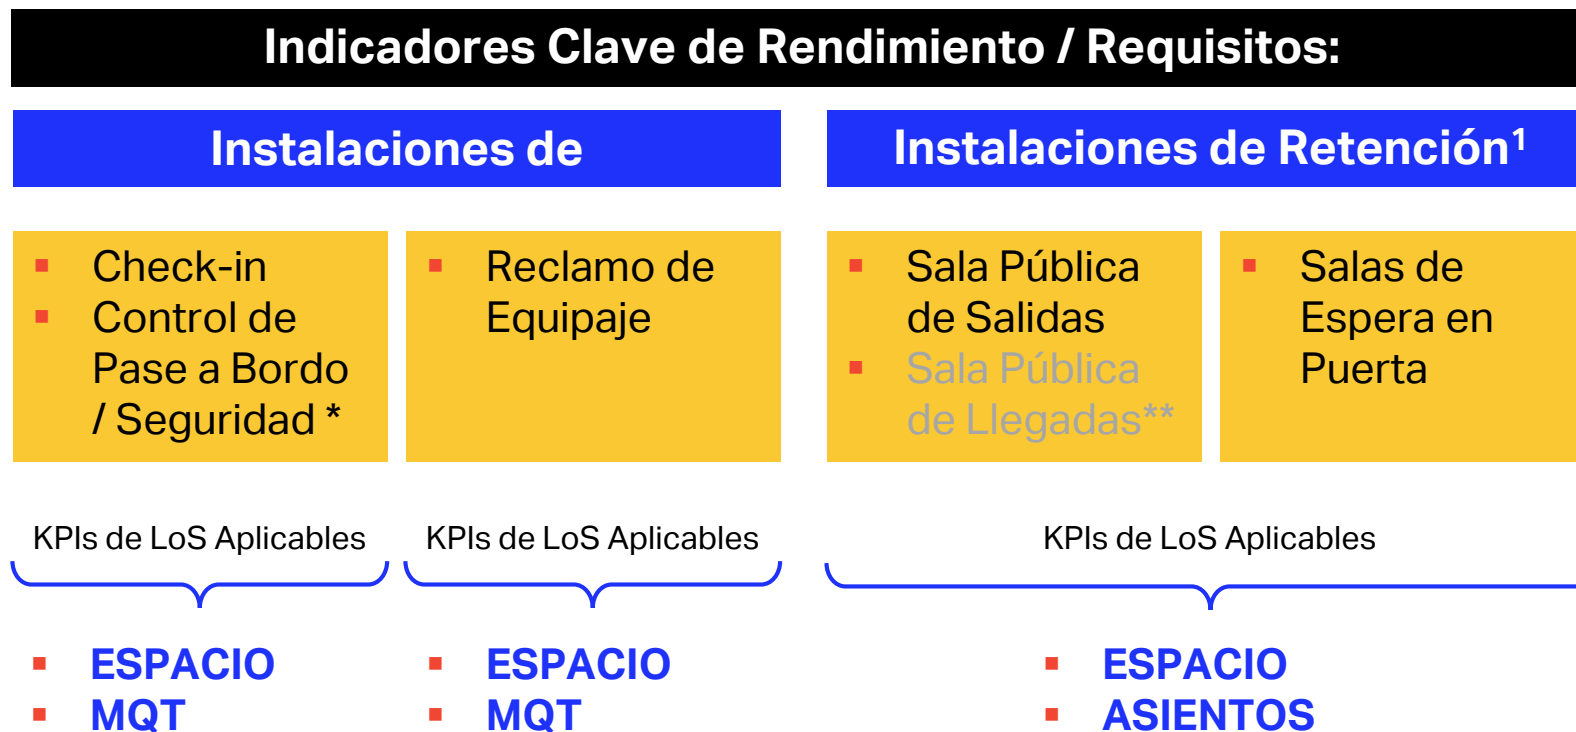 Indicadores Clave de Rendimiento / Requisitos:
Instalaciones de
Instalaciones de Retención¹
▪ Check-in
▪ Control de
Pase a Bordo
/ Seguridad *
▪ Reclamo de
Equipaje
▪ Sala Pública
de Salidas
▪ Sala Pública
de Llegadas**
▪ Salas de
Espera en
Puerta
KPIs de LoS Aplicables
KPIs de LoS Aplicables
KPIs de LoS Aplicables
▪ ESPACIO
▪ MQT
▪ ESPACIO
▪ MQT
▪ ESPACIO
▪ ASIENTOS